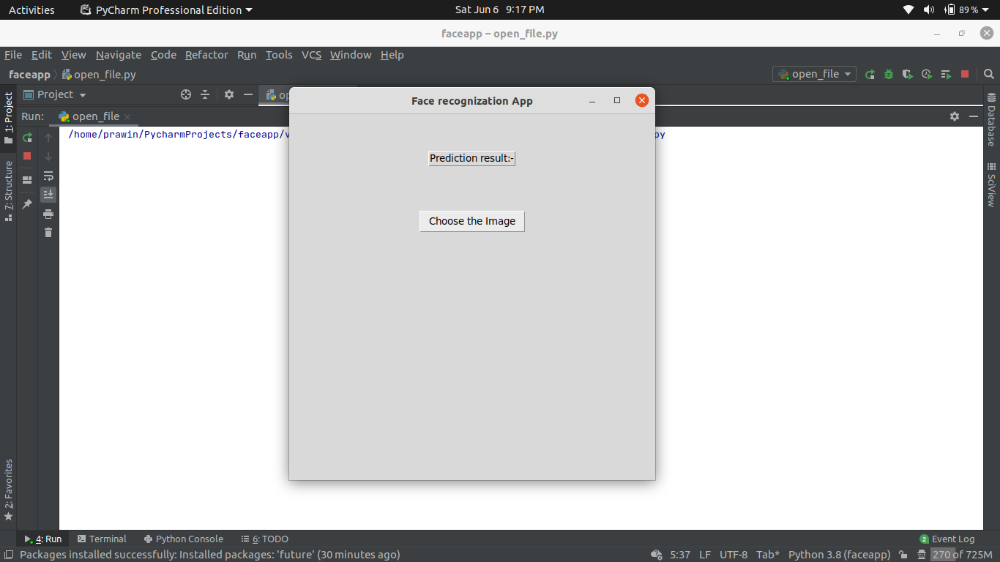 Activities PyCharm Professional Edition Sat Jun 6 9:17 PM 89 %
faceapp – open_file.py
File Edit View Navigate Code Refactor Run Tools VCS Window Help
faceapp open_file.py open_file
1: Project Project
Run: open_file
/home/prawin/PycharmProjects/faceapp/v py
Face recognization App
Prediction result:-
Choose the Image
7: Structure
2: Favorites
Database
SciView
4: Run Terminal Python Console 6: TODO 2 Event Log
Packages installed successfully: Installed packages: 'future' (30 minutes ago) 5:37 LF UTF-8 Tab* Python 3.8 (faceapp) 270 of 725M